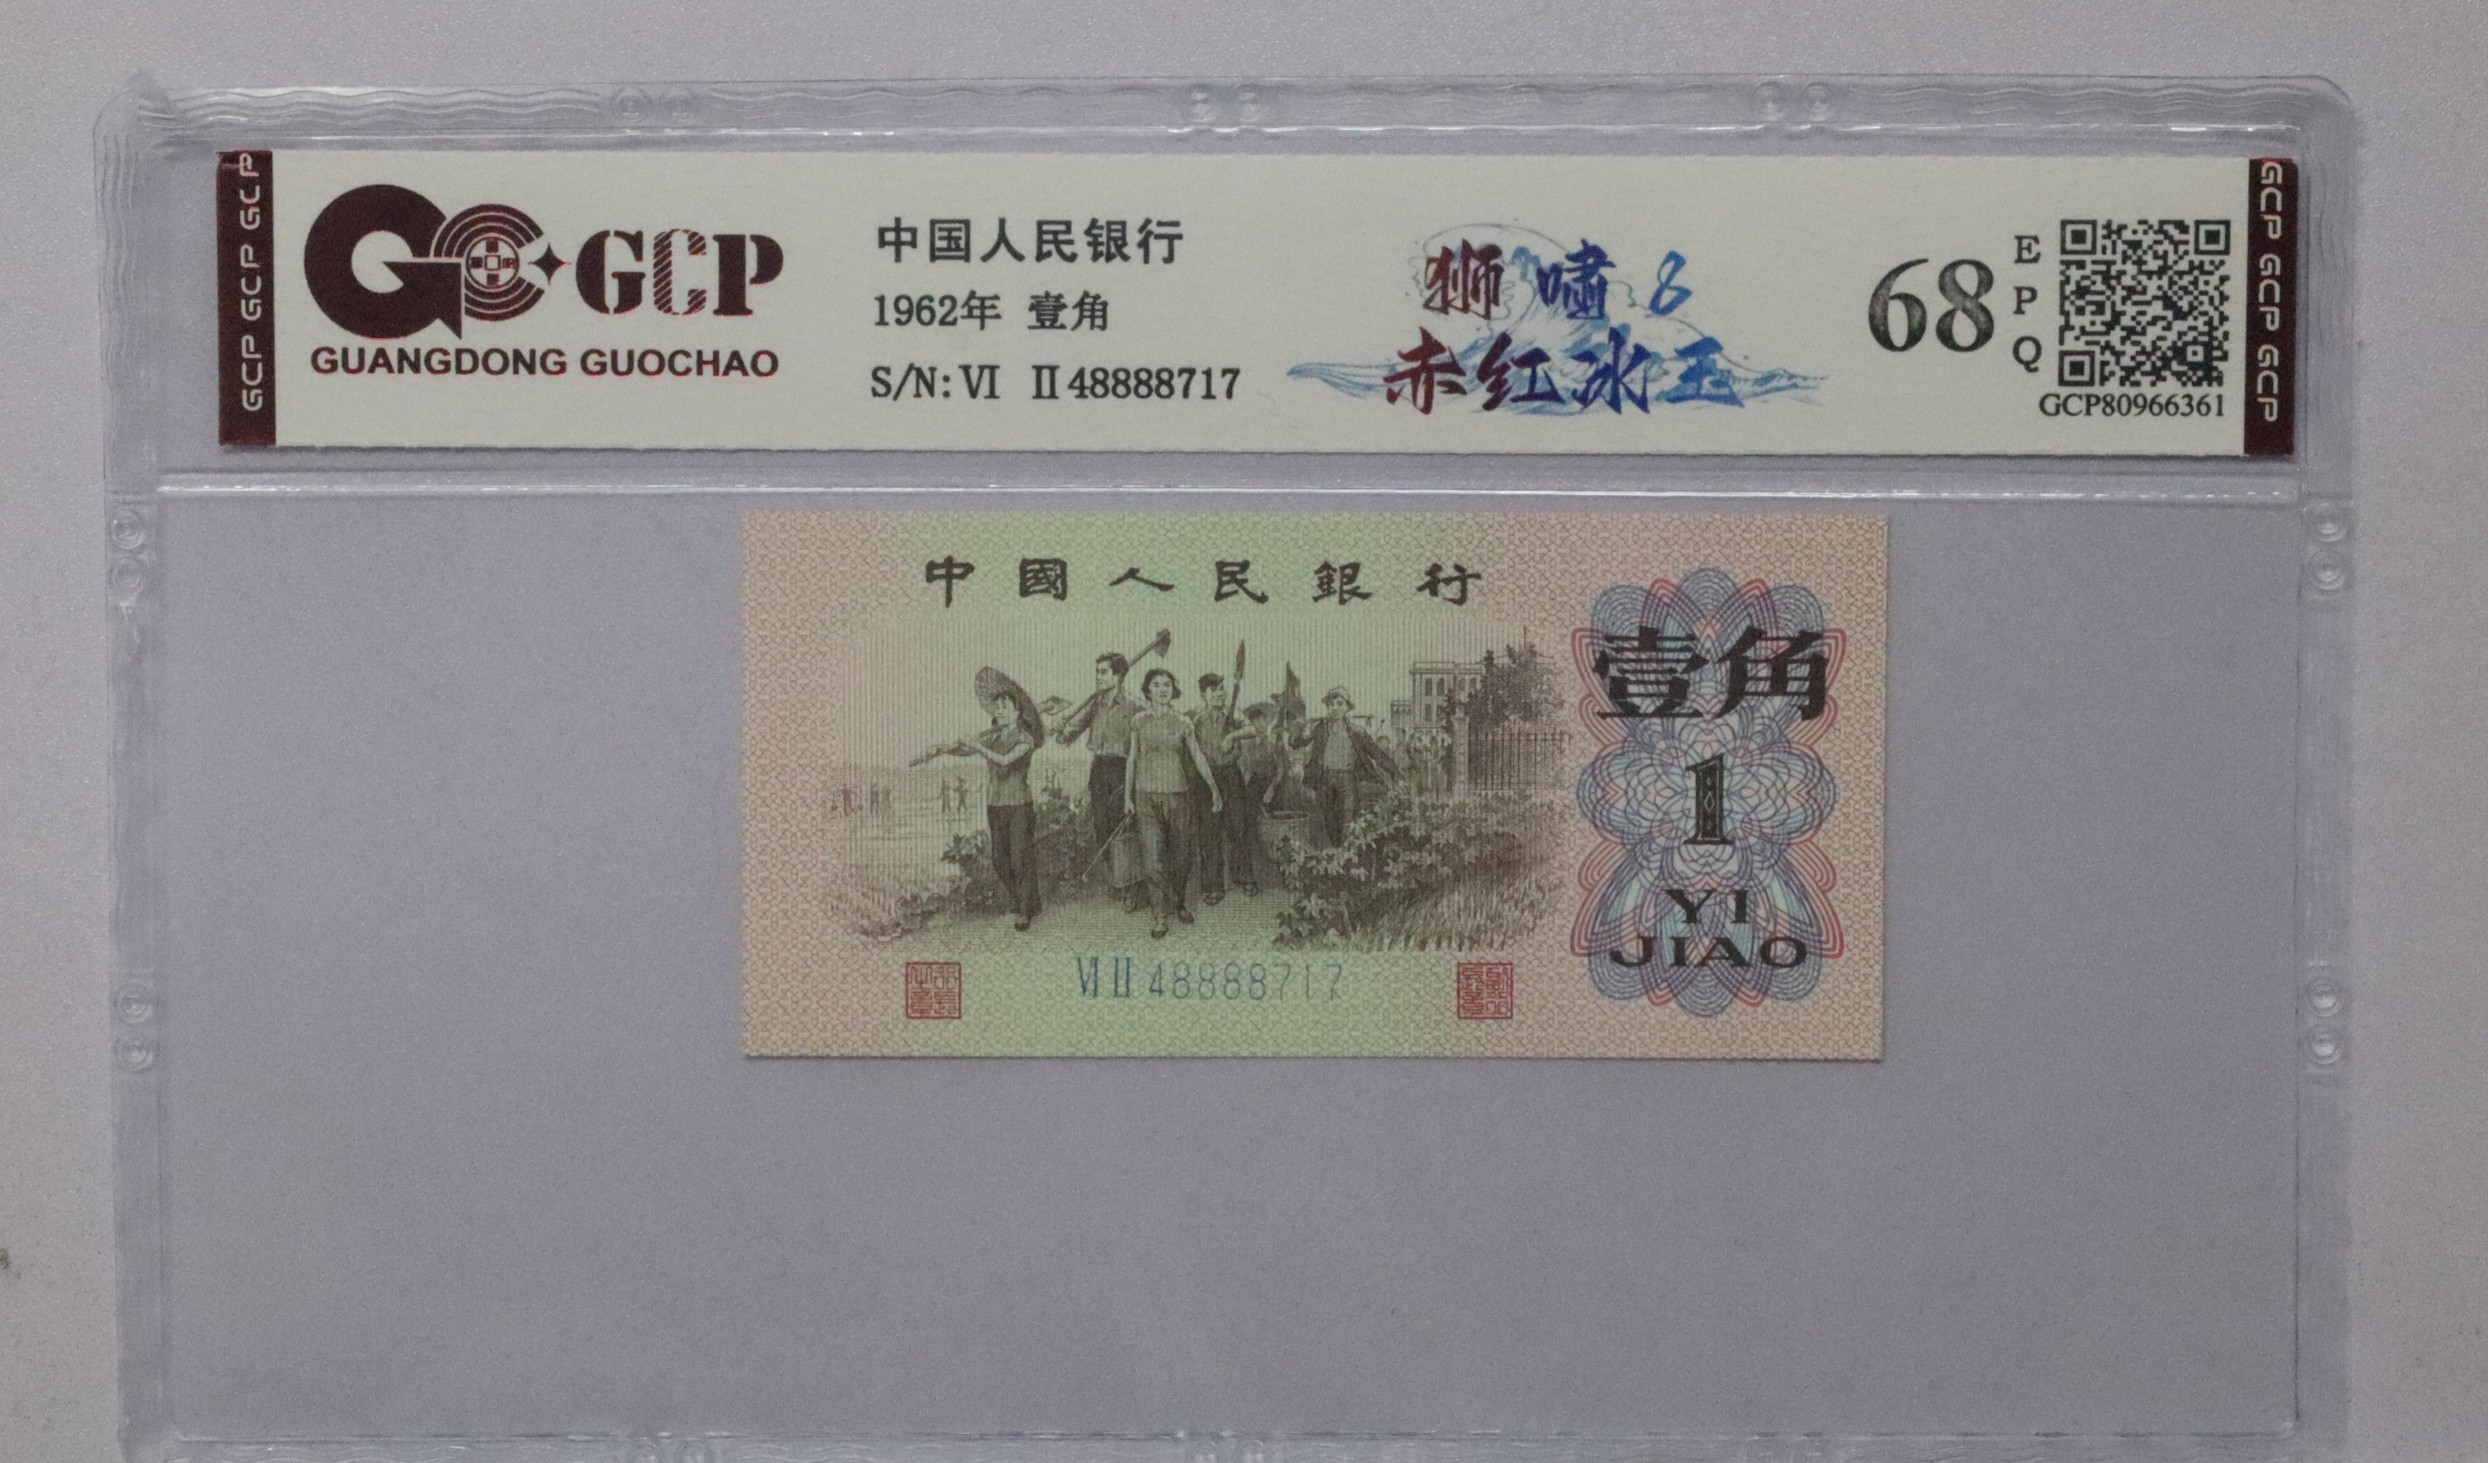 GCP GCP GCP
GCP
GUANGDONG GUOCHAO
中国人民银行
1962年 壹角
S/N: VI II 48888717
狮啸8
赤红冰玉
68
EPQ
GCP80966361
GCP GCP GCP
中國人民銀行
壹角
1
YI
JIAO
VI II 48888717